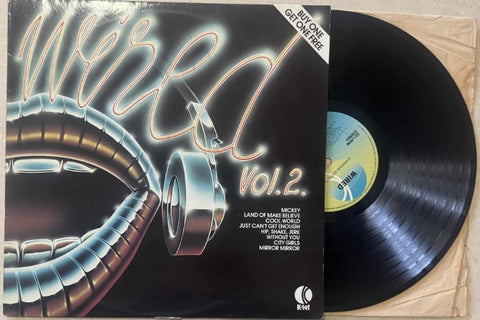 BUY ONE
GET ONE FREE
Wired
Vol.2.
MICKEY
LAND OF MAKE BELIEVE
COOL WORLD
JUST CAN'T GET ENOUGH
HIP, SHAKE, JERK
WITHOUT YOU
CITY GIRLS
MIRROR MIRROR
K-tel
WIRED